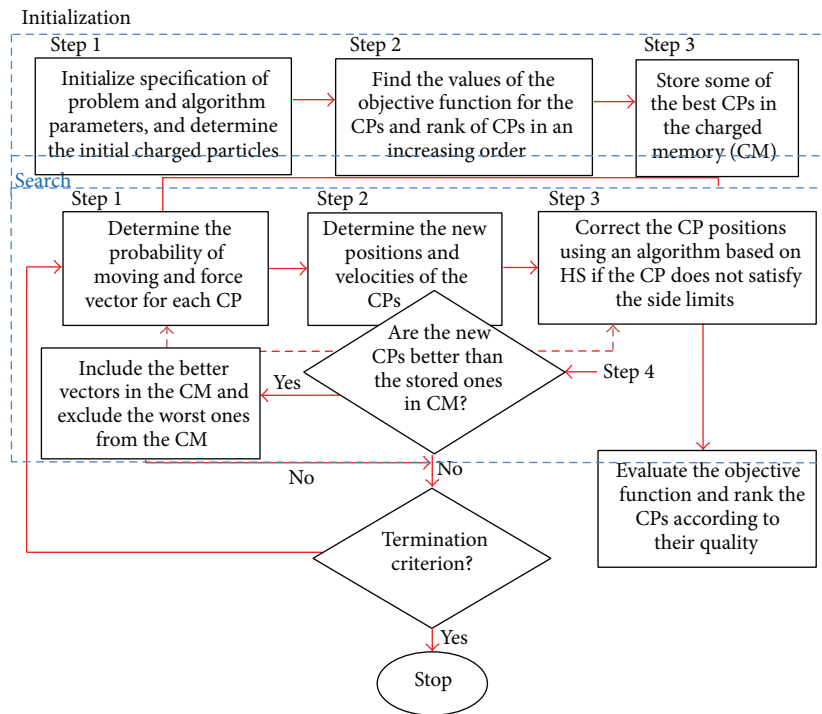 Initialization
Step 1
Initialize specification of
problem and algorithm
parameters, and determine
the initial charged particles
Step 2
Find the values of the
objective function for the
CPs and rank of CPs in an
increasing order
Step 3
Store some of
the best CPs in
the charged
memory (CM)
Search
Step 1
Determine the
probability of
moving and force
vector for each CP
Step 2
Determine the new
positions and
velocities of the
CPs
Step 3
Correct the CP positions
using an algorithm based on
HS if the CP does not satisfy
the side limits
Are the new
CPs better than
the stored ones
in CM?
Step 4
Yes
Include the better
vectors in the CM and
exclude the worst ones
from the CM
No
No
Evaluate the objective
function and rank the
CPs according to
their quality
Termination
criterion?
Yes
Stop